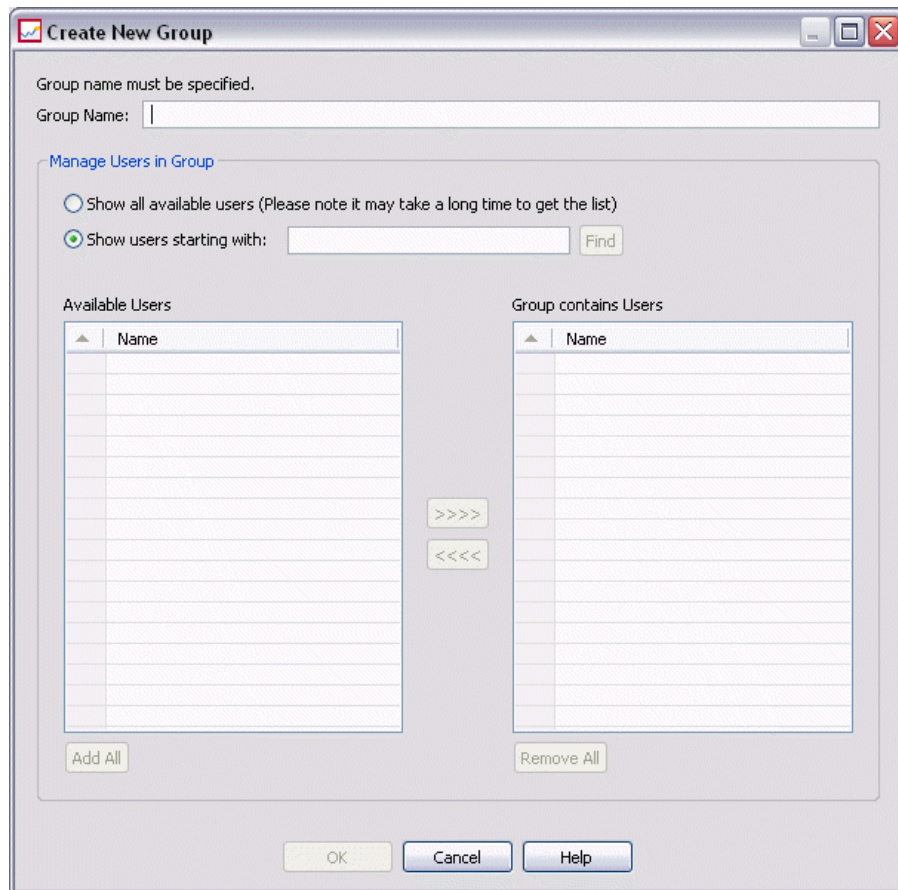 Create New Group
Group name must be specified.
Group Name:
Manage Users in Group
Show all available users (Please note it may take a long time to get the list)
Show users starting with:
Find
Available Users
Group contains Users
Name
Name
>>>>
<<<<
Add All
Remove All
OK
Cancel
Help